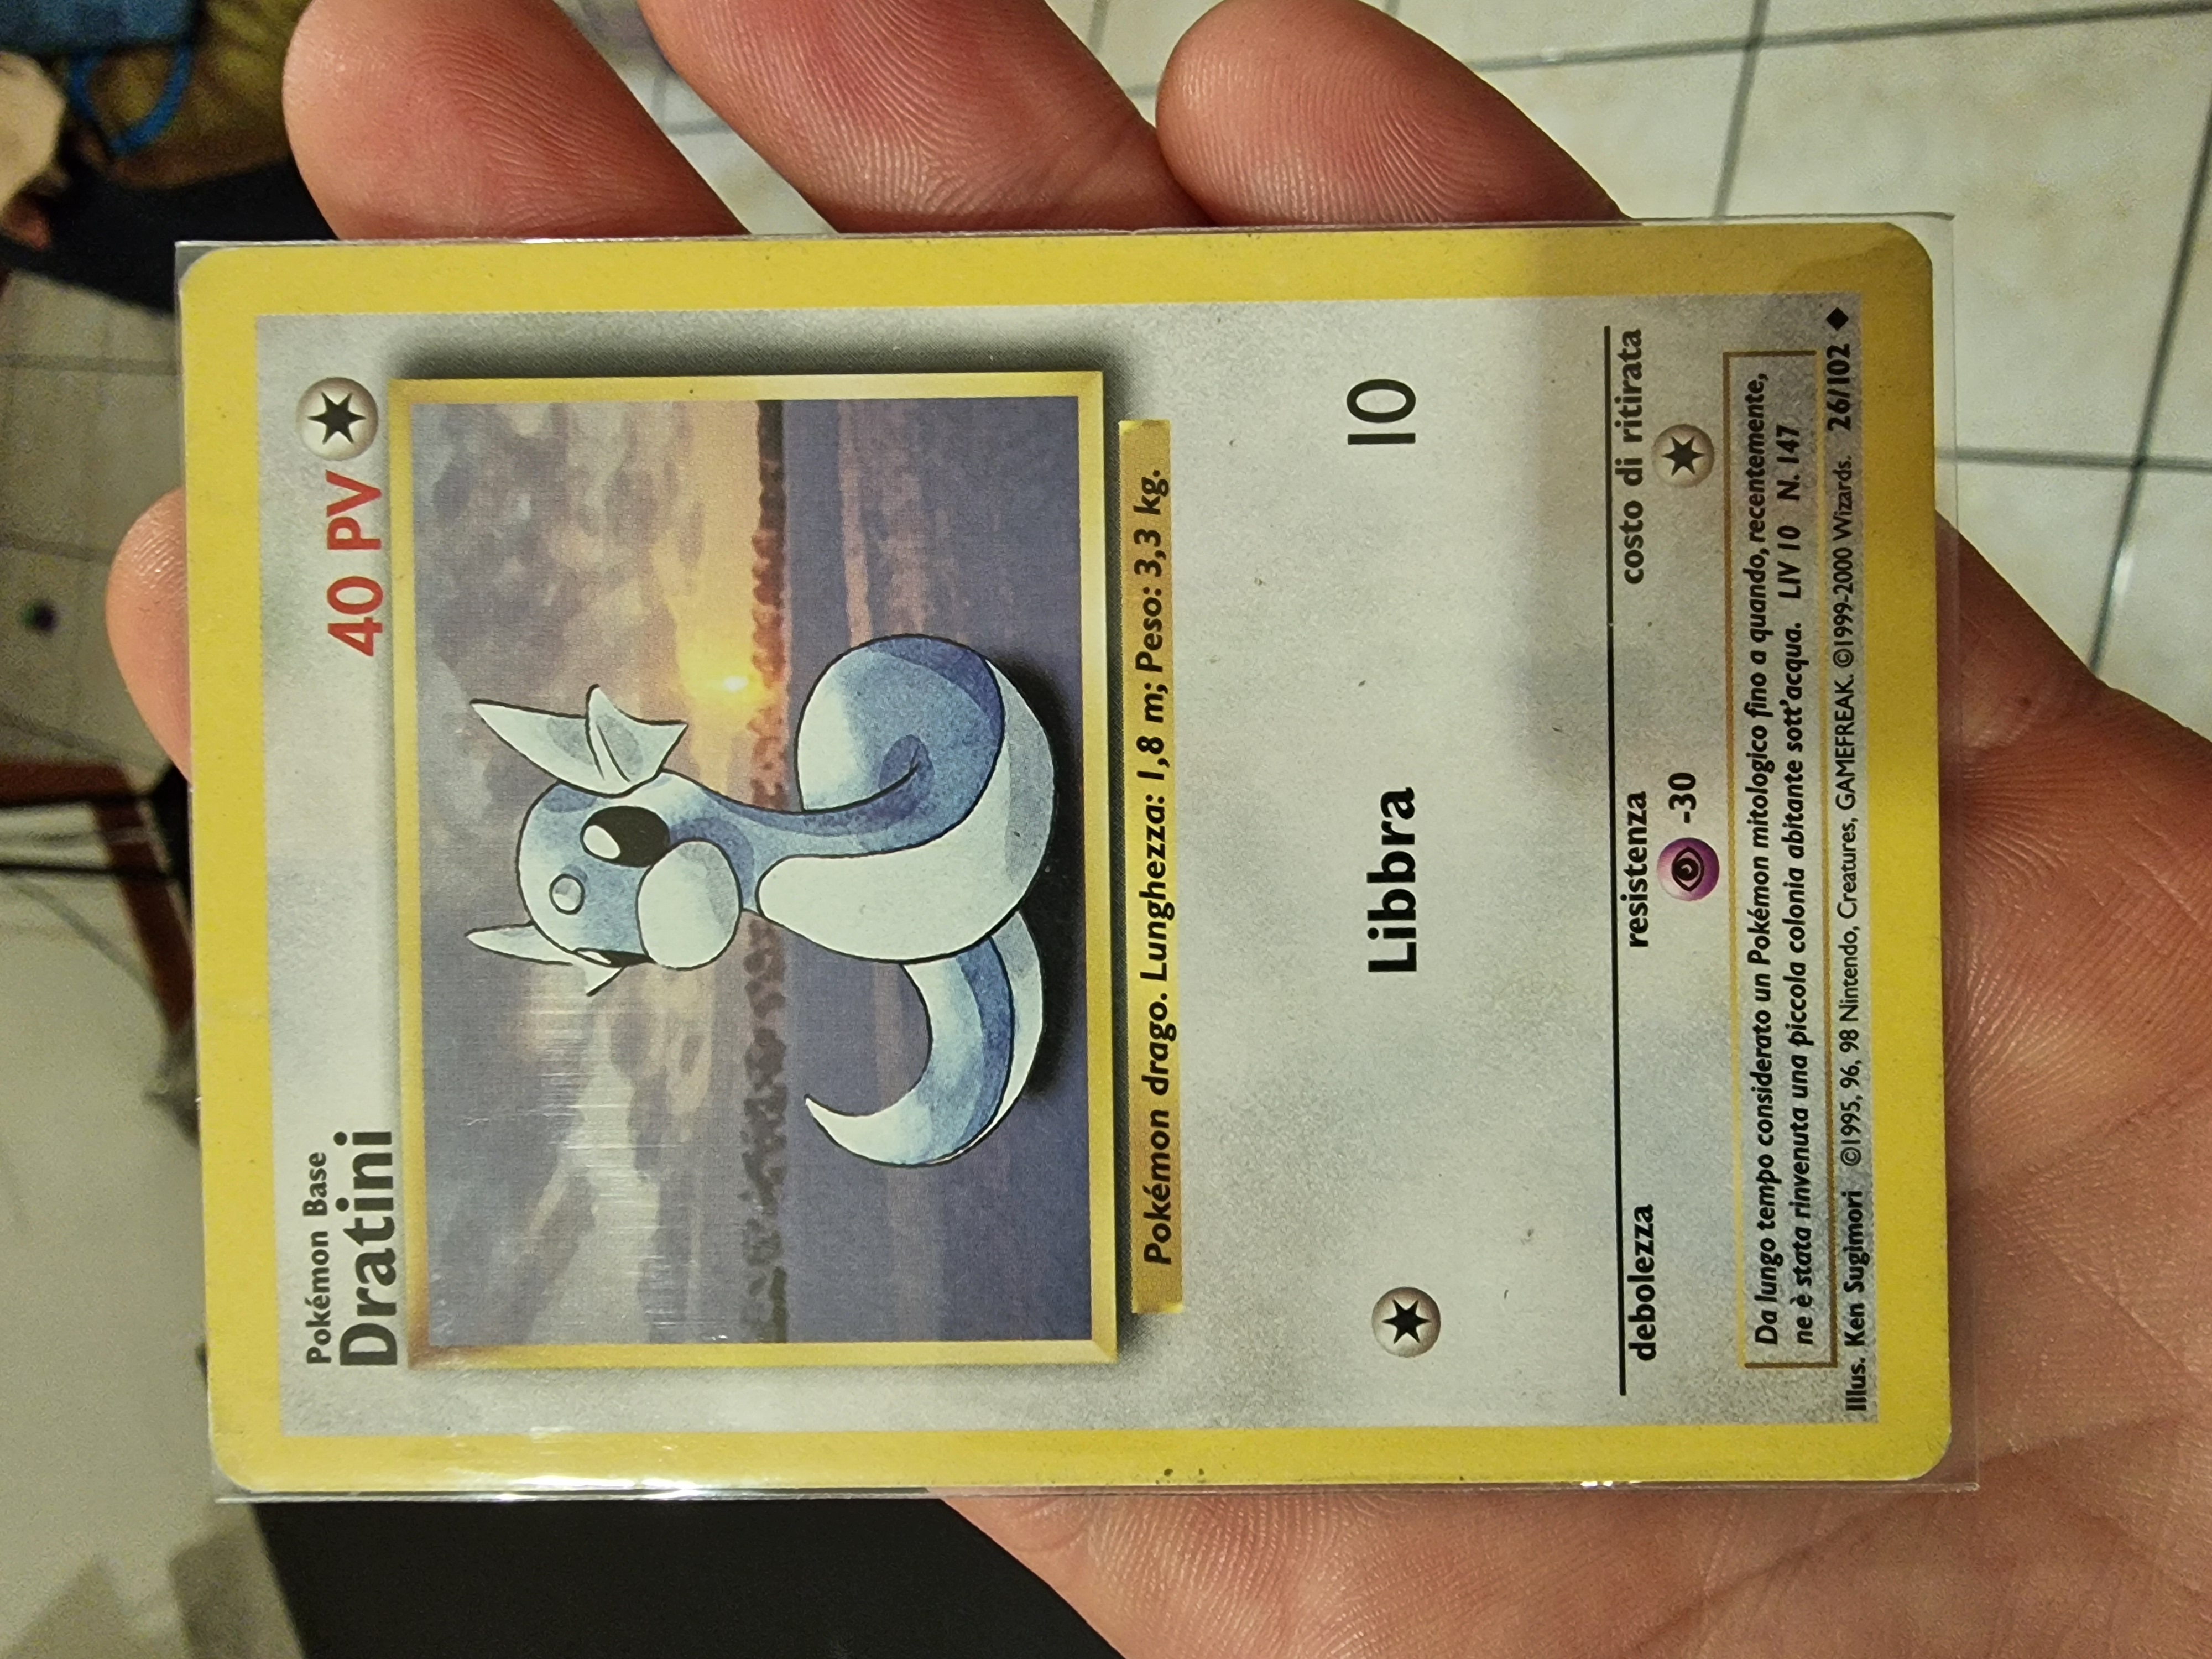 Pokémon Base
Dratini
40 PV
Pokémon drago. Lunghezza: 1,8 m; Peso: 3,3 kg.
Libbra 10
debolezza resistenza costo di ritirata
-30
Da lungo tempo considerato un Pokémon mitologico fino a quando, recentemente,
ne è stata rinvenuta una piccola colonia abitante sott'acqua. LIV 10 N. 147
Illus. Ken Sugimori ©1995, 96, 98 Nintendo, Creatures, GAMEFREAK. ©1999-2000 Wizards. 26/102